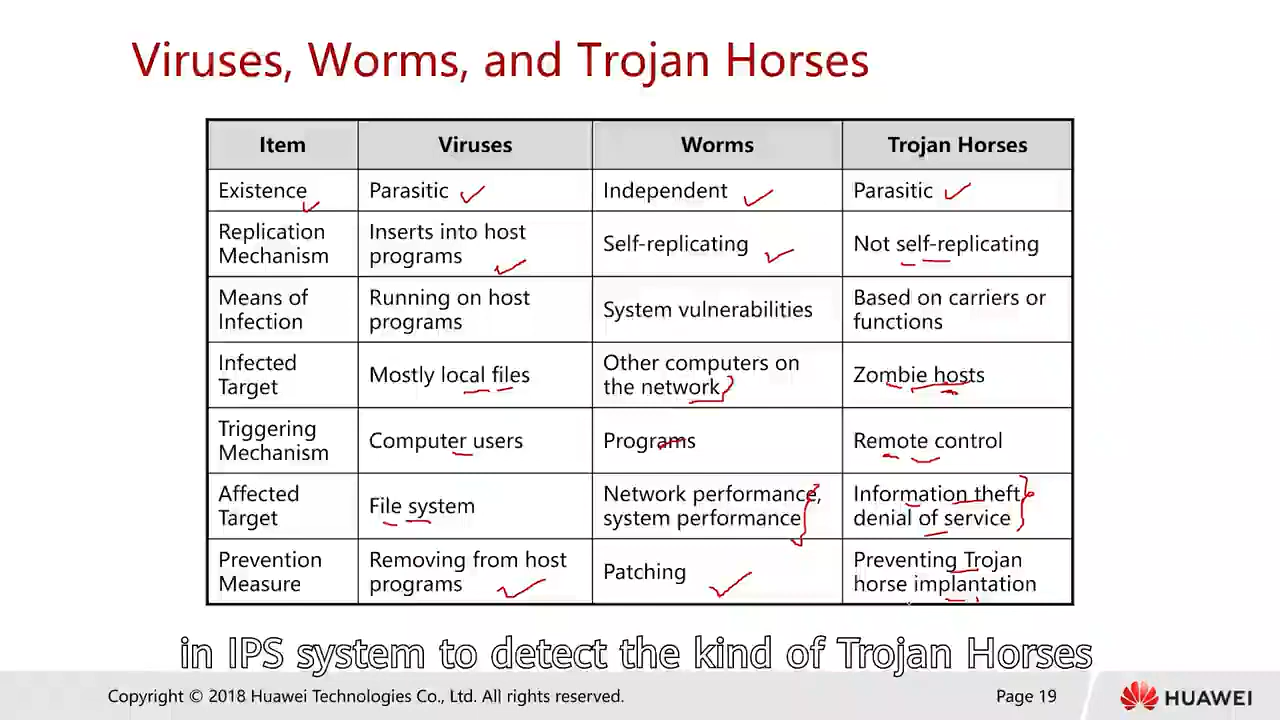 Viruses, Worms, and Trojan Horses
Item Viruses Worms Trojan Horses
Existence Parasitic Independent Parasitic
Replication Mechanism Inserts into host programs Self-replicating Not self-replicating
Means of Infection Running on host programs System vulnerabilities Based on carriers or functions
Infected Target Mostly local files Other computers on the network Zombie hosts
Triggering Mechanism Computer users Programs Remote control
Affected Target File system Network performance, system performance Information theft, denial of service
Prevention Measure Removing from host programs Patching Preventing Trojan horse implantation
in IPS system to detect the kind of Trojan Horses
Copyright © 2018 Huawei Technologies Co., Ltd. All rights reserved. Page 19 HUAWEI